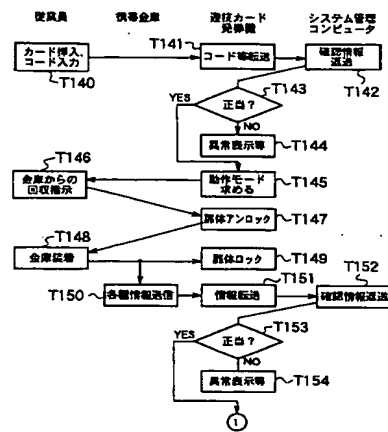 従業員 携帯金庫 遊技カード発券機 システム管理コンピュータ
カード挿入、コード入力
T140
T141
コード等転送
確認情報返送
T142
正当?
T143
YES
NO
異常表示等
T144
T146
金庫からの回収指示
動作モード求める
T145
扉体アンロック
T147
T148
金庫装着
扉体ロック
T149
T150
各種情報送信
T151
情報転送
T152
確認情報返送
正当?
T153
YES
NO
異常表示等
T154
1